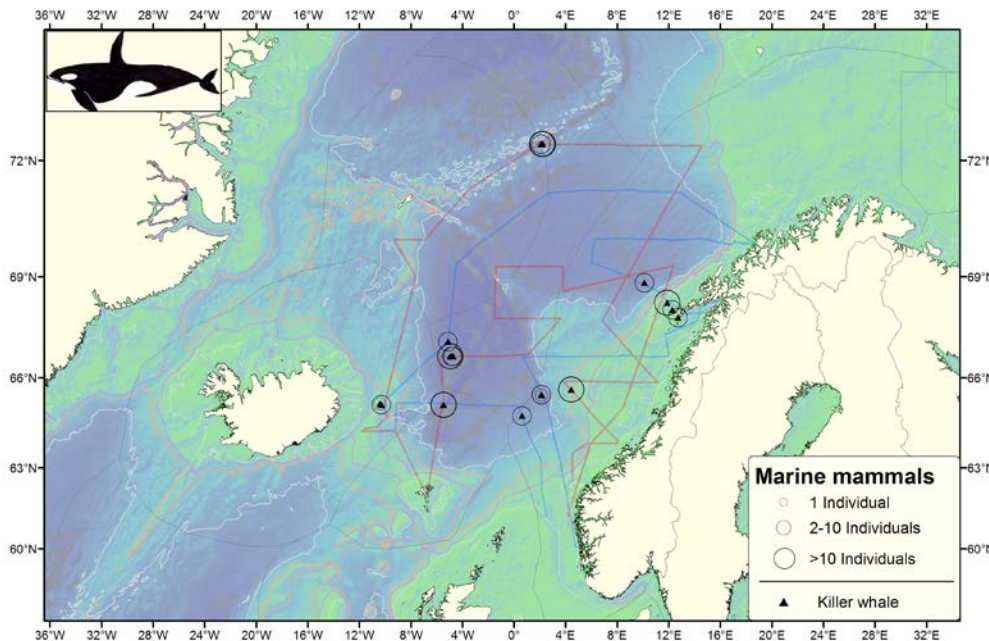 36°W 32°W 28°W 24°W 20°W 16°W 12°W 8°W 4°W 0° 4°E 8°E 12°E 16°E 20°E 24°E 28°E 32°E
72°N 72°N
69°N 69°N
66°N 66°N
63°N 63°N
60°N 60°N
Marine mammals
1 Individual
2-10 Individuals
>10 Individuals
Killer whale
36°W 32°W 28°W 24°W 20°W 16°W 12°W 8°W 4°W 0° 4°E 8°E 12°E 16°E 20°E 24°E 28°E 32°E